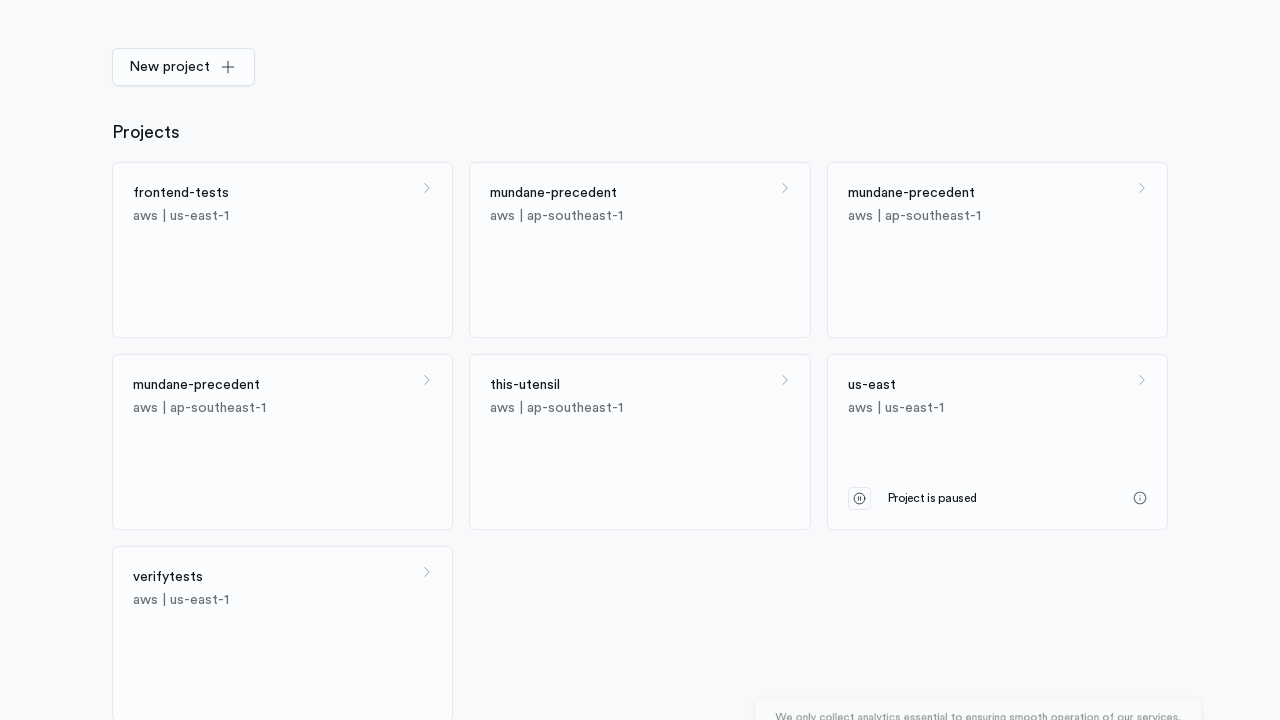 New project
Projects
frontend-tests
aws | us-east-1
mundane-precedent
aws | ap-southeast-1
mundane-precedent
aws | ap-southeast-1
mundane-precedent
aws | ap-southeast-1
this-utensil
aws | ap-southeast-1
us-east
aws | us-east-1
Project is paused
verifytests
aws | us-east-1
We only collect analytics essential to ensuring smooth operation of our services.